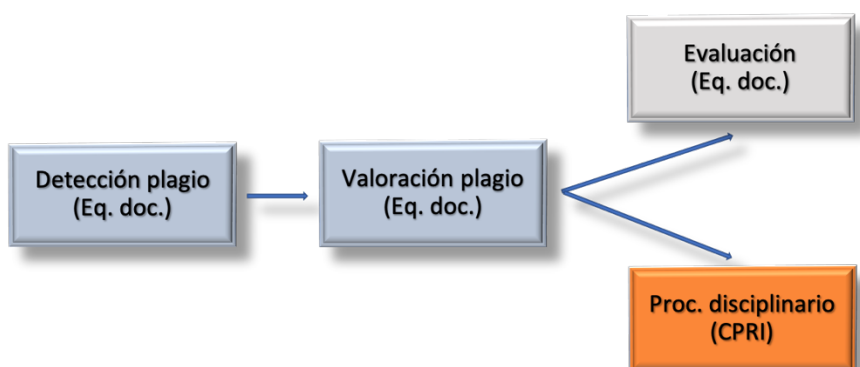 Evaluación
(Eq. doc.)
Detección plagio
(Eq. doc.)
Valoración plagio
(Eq. doc.)
Proc. disciplinario
(CPRI)